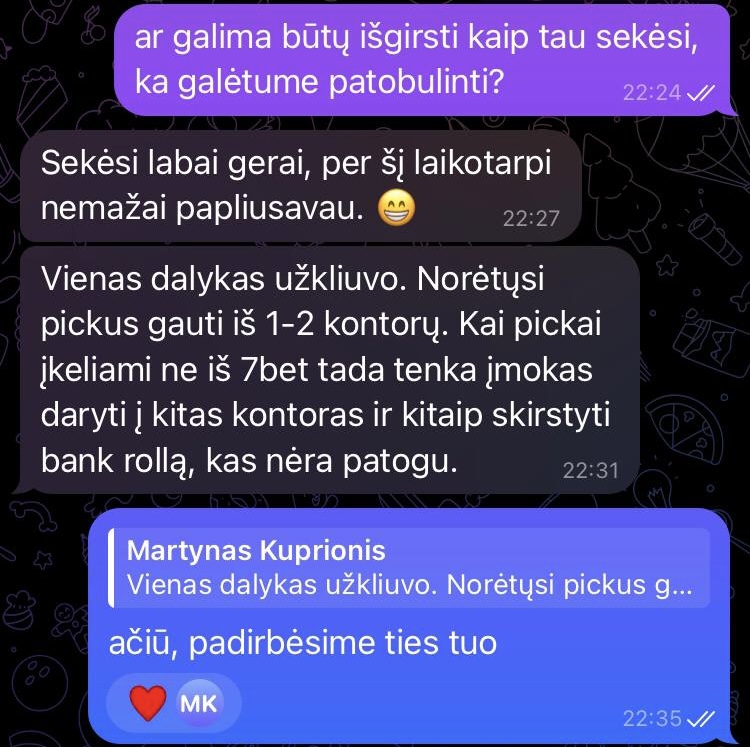 ar galima būtų išgirsti kaip tau sekėsi,
ka galėtume patobulinti?
22:24
Sekėsi labai gerai, per šį laikotarpi
nemažai papliusavau. 😁
22:27
Vienas dalykas užkliuvo. Norėtųsi
pickus gauti iš 1-2 kontorų. Kai pickai
įkeliami ne iš 7bet tada tenka įmokas
daryti į kitas kontoras ir kitaip skirstyti
bank rollą, kas nėra patogu.
22:31
Martynas Kuprionis
Vienas dalykas užkliuvo. Norėtųsi pickus g...
ačiū, padirbėsime ties tuo
❤️ MK
22:35